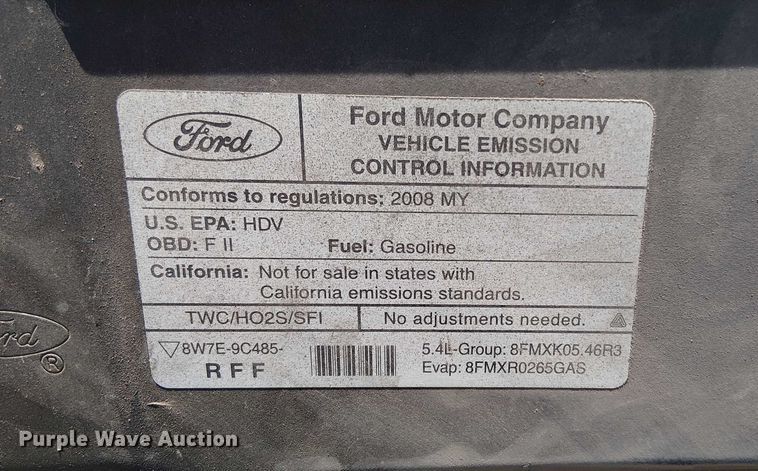 Ford
Ford Motor Company
VEHICLE EMISSION
CONTROL INFORMATION
Conforms to regulations: 2008 MY
U.S. EPA: HDV
OBD: F II Fuel: Gasoline
California: Not for sale in states with
California emissions standards.
TWC/HO2S/SFI No adjustments needed.
8W7E-9C485-
R F F
5.4L-Group: 8FMXK05.46R3
Evap: 8FMXR0265GAS
Ford ®
Purple Wave Auction